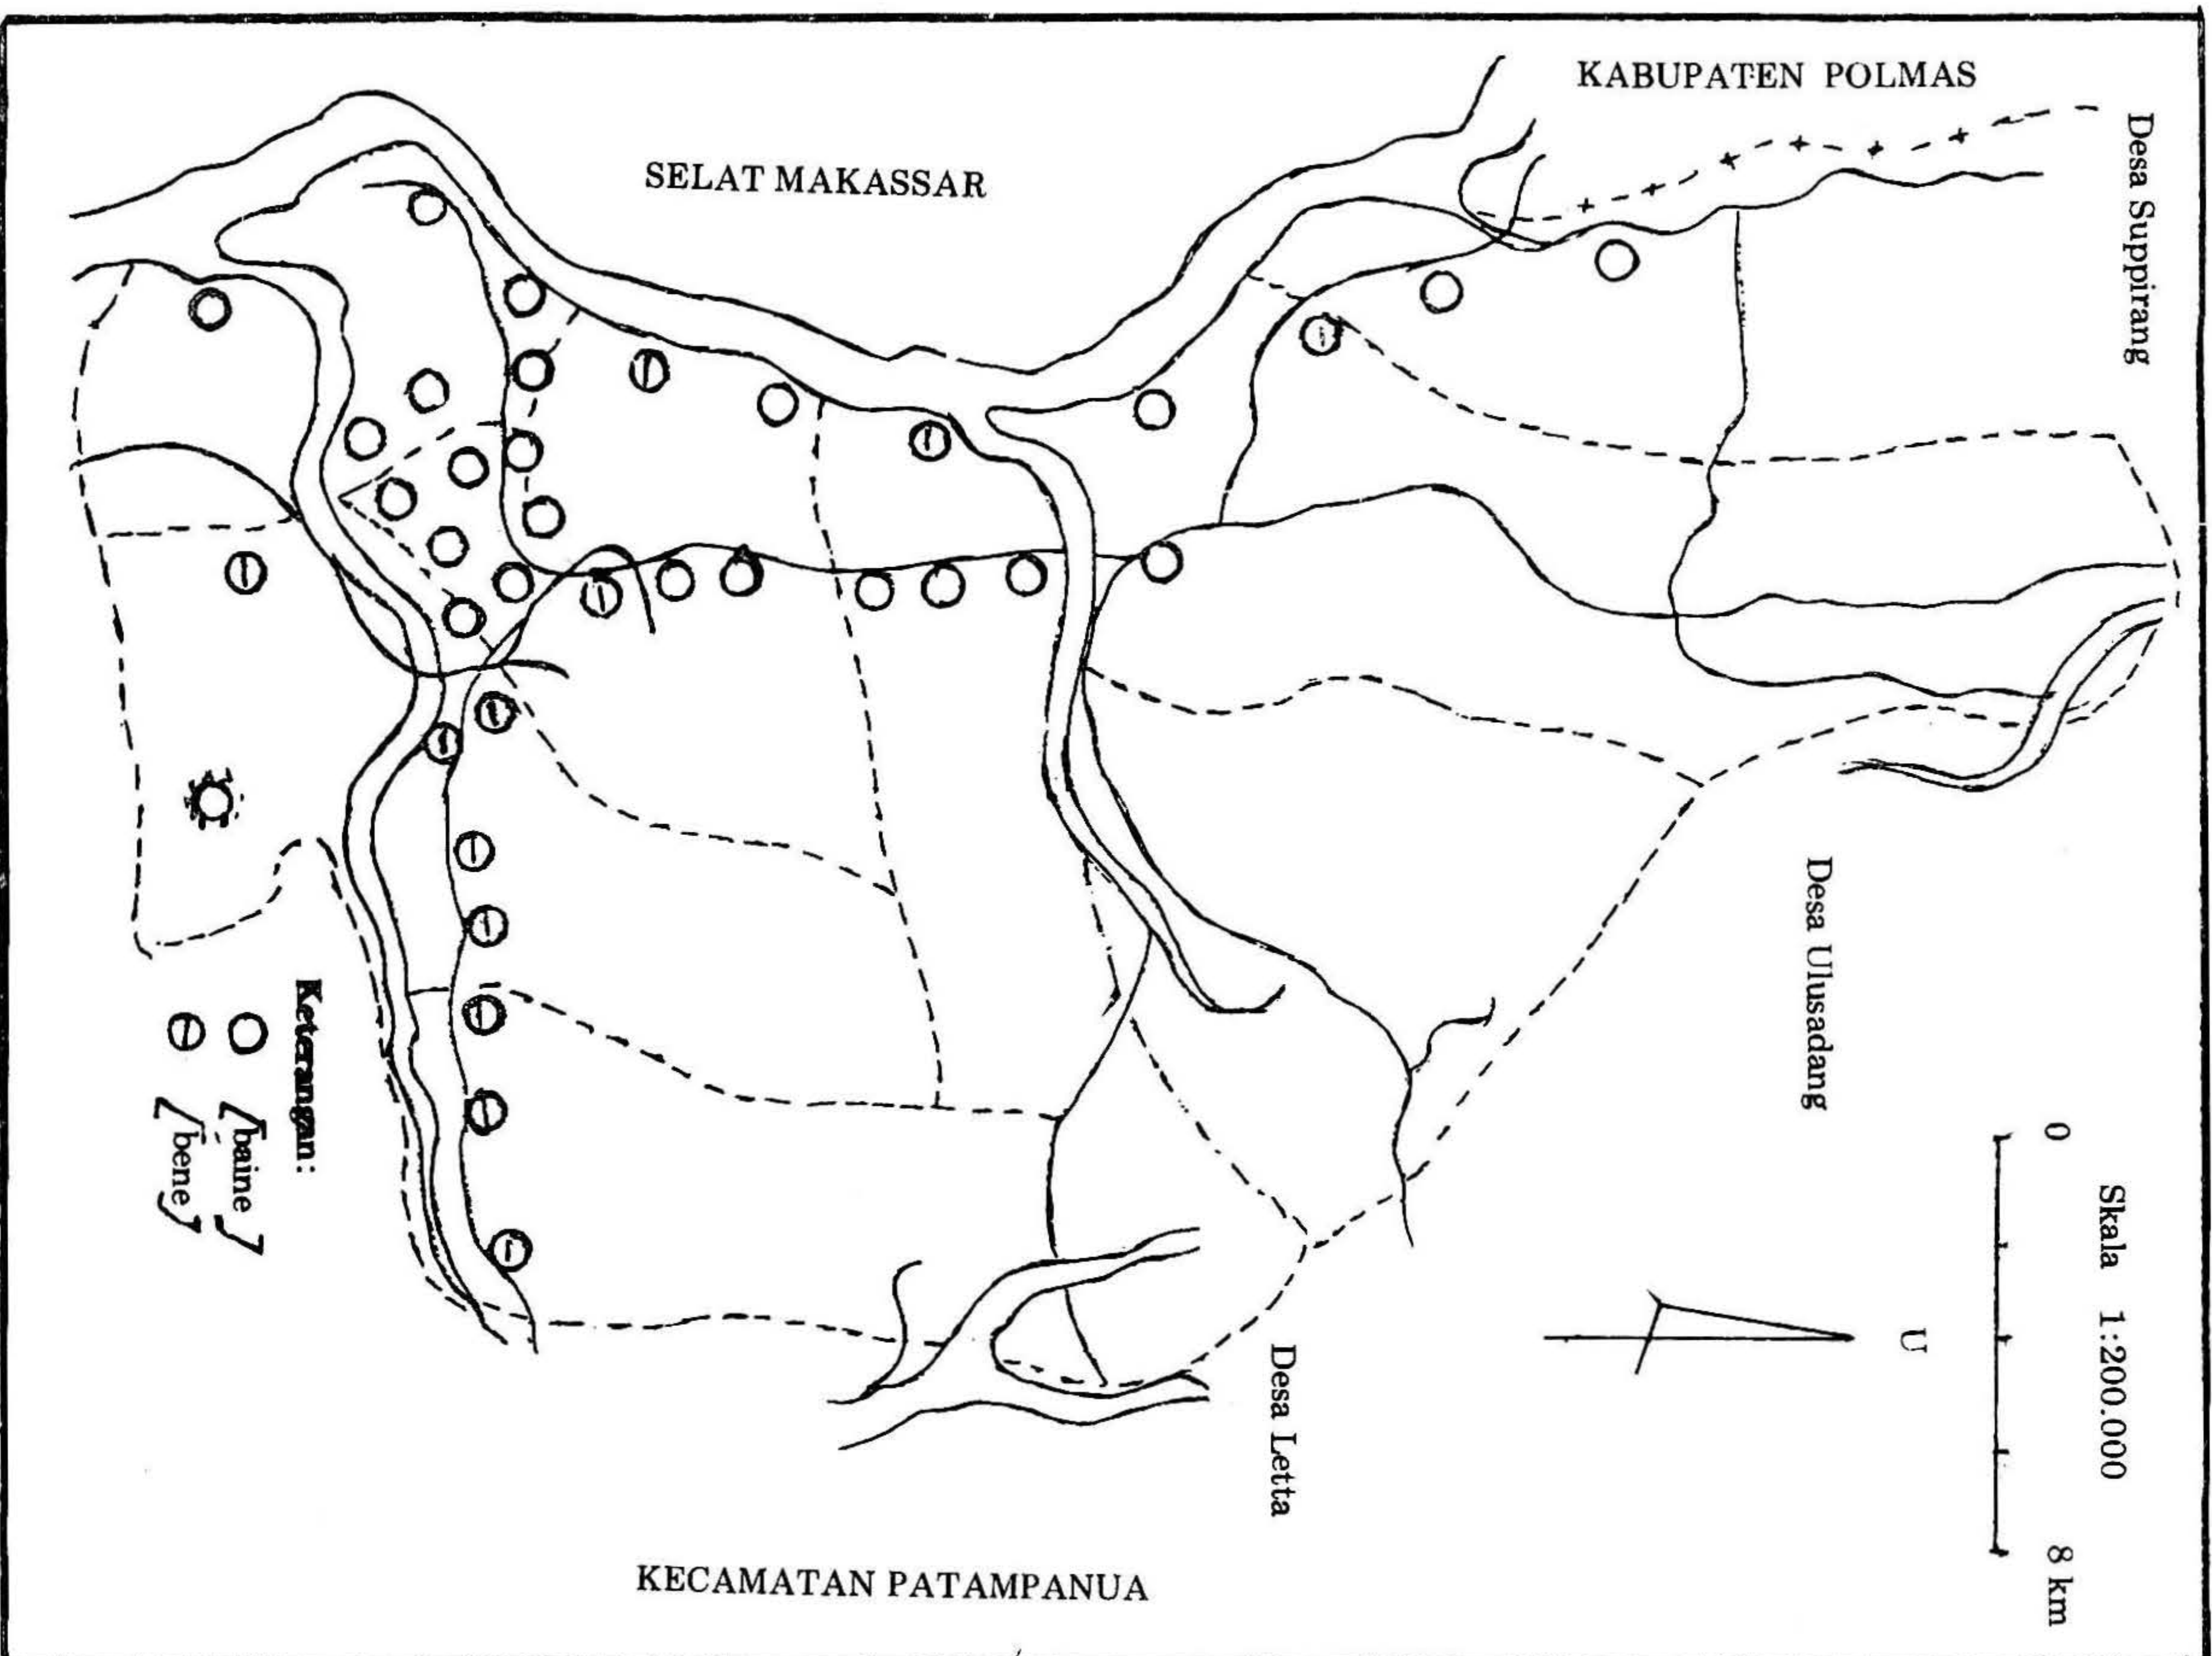 KABUPATEN POLMAS
SELAT MAKASSAR
Desa Suppirang
Desa Ulusadang
Skala 1:200.000
0
8 km
U
Desa Letta
Keterangan:
[baine]
[bene]
KECAMATAN PATAMPANUA